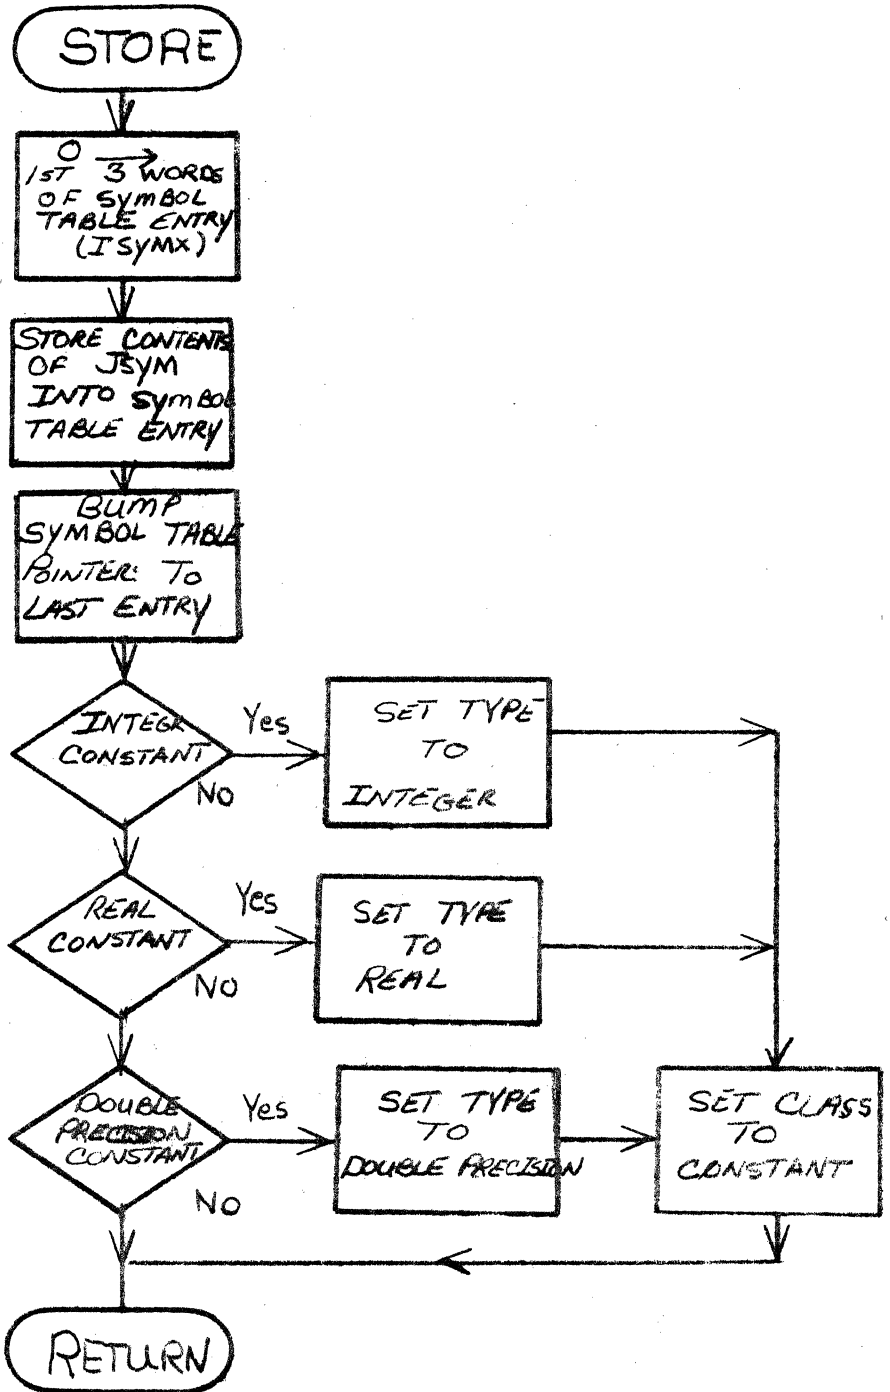 STORE
O →
1ST 3 WORDS
OF SYMBOL
TABLE ENTRY
(ISYMX)
STORE CONTENTS
OF JSYM
INTO SYMBOL
TABLE ENTRY
BUMP
SYMBOL TABLE
POINTER: TO
LAST ENTRY
INTEGR
CONSTANT
Yes
No
SET TYPE
TO
INTEGER
REAL
CONSTANT
Yes
No
SET TYPE
TO
REAL
DOUBLE
PRECISION
CONSTANT
Yes
No
SET TYPE
TO
DOUBLE PRECISION
SET CLASS
TO
CONSTANT
RETURN